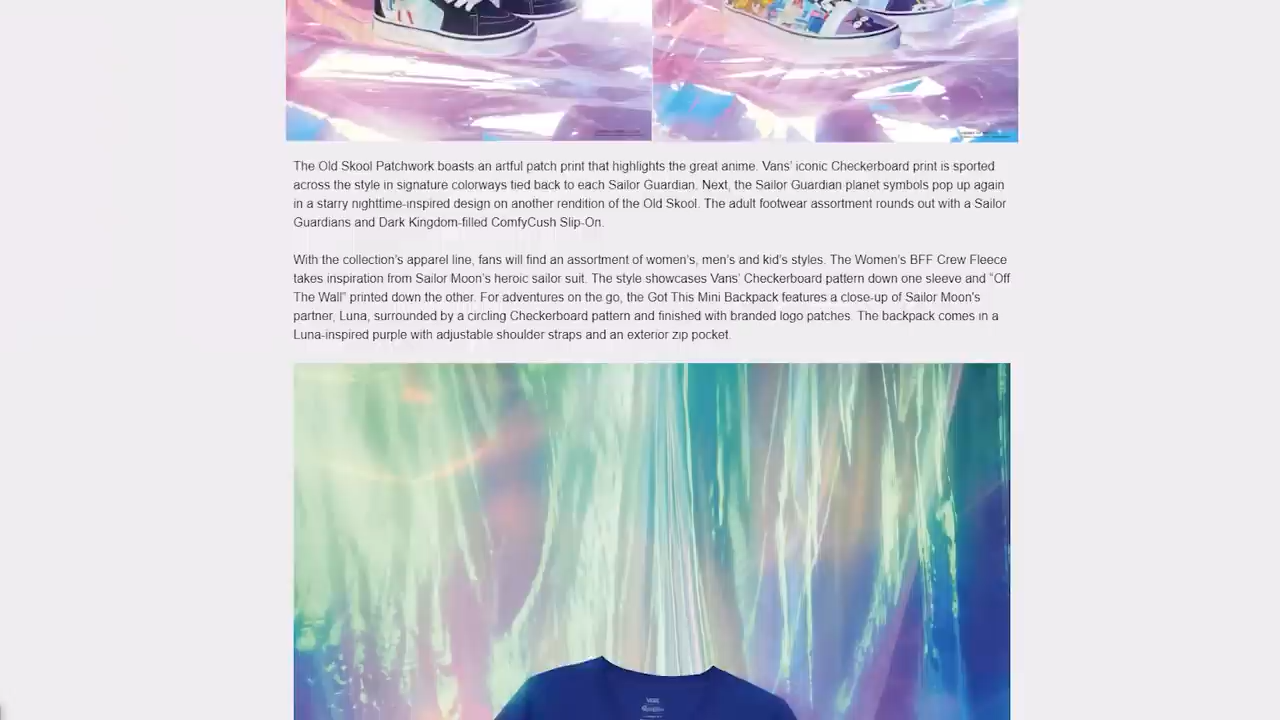 The Old Skool Patchwork boasts an artful patch print that highlights the great anime. Vans’ iconic Checkerboard print is sported
across the style in signature colorways tied back to each Sailor Guardian. Next, the Sailor Guardian planet symbols pop up again
in a starry nighttime-inspired design on another rendition of the Old Skool. The adult footwear assortment rounds out with a Sailor
Guardians and Dark Kingdom-filled ComfyCush Slip-On.
With the collection’s apparel line, fans will find an assortment of women’s, men’s and kid’s styles. The Women’s BFF Crew Fleece
takes inspiration from Sailor Moon’s heroic sailor suit. The style showcases Vans’ Checkerboard pattern down one sleeve and “Off
The Wall” printed down the other. For adventures on the go, the Got This Mini Backpack features a close-up of Sailor Moon’s
partner, Luna, surrounded by a circling Checkerboard pattern and finished with branded logo patches. The backpack comes in a
Luna-inspired purple with adjustable shoulder straps and an exterior zip pocket.
VANS